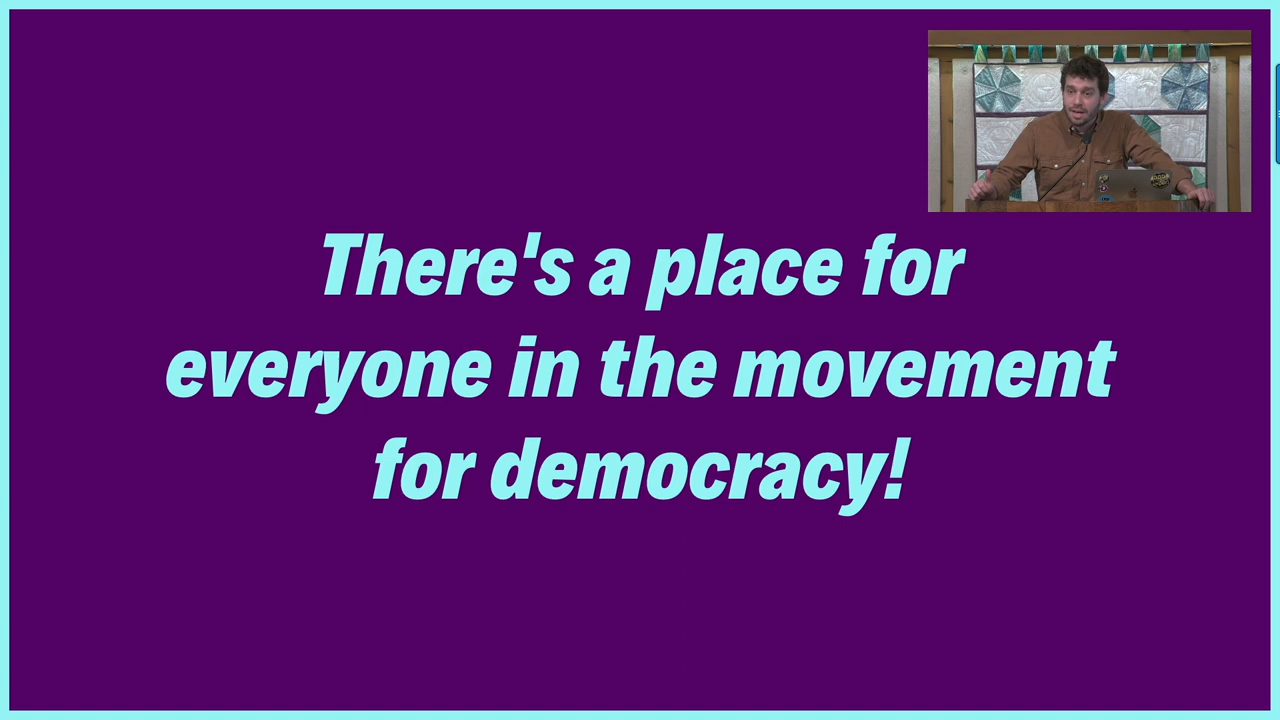 There's a place for
everyone in the movement
for democracy!